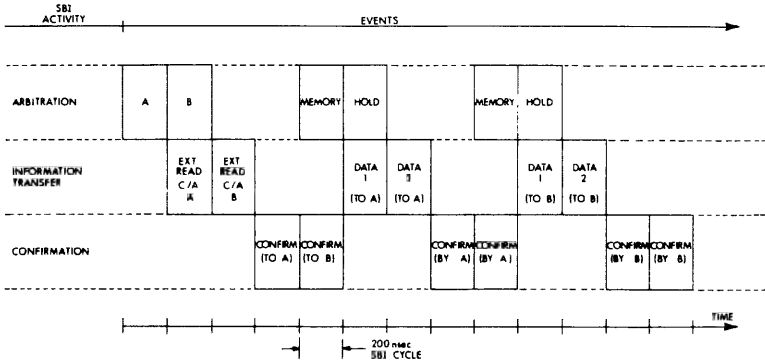 SBI
ACTIVITY
EVENTS
ARBITRATION
A
B
MEMORY
HOLD
MEMORY
HOLD
INFORMATION
TRANSFER
EXT
READ
C/A
A
EXT
READ
C/A
B
DATA
1
(TO A)
DATA
(TO A)
DATA
1
(TO B)
DATA
2
(TO B)
CONFIRMATION
CONFIRM
(TO A)
CONFIRM
(TO B)
CONFIRM
(BY A)
CONFIRM
(BY A)
CONFIRM
(BY B)
CONFIRM
(BY B)
TIME
200 nsec
SBI CYCLE